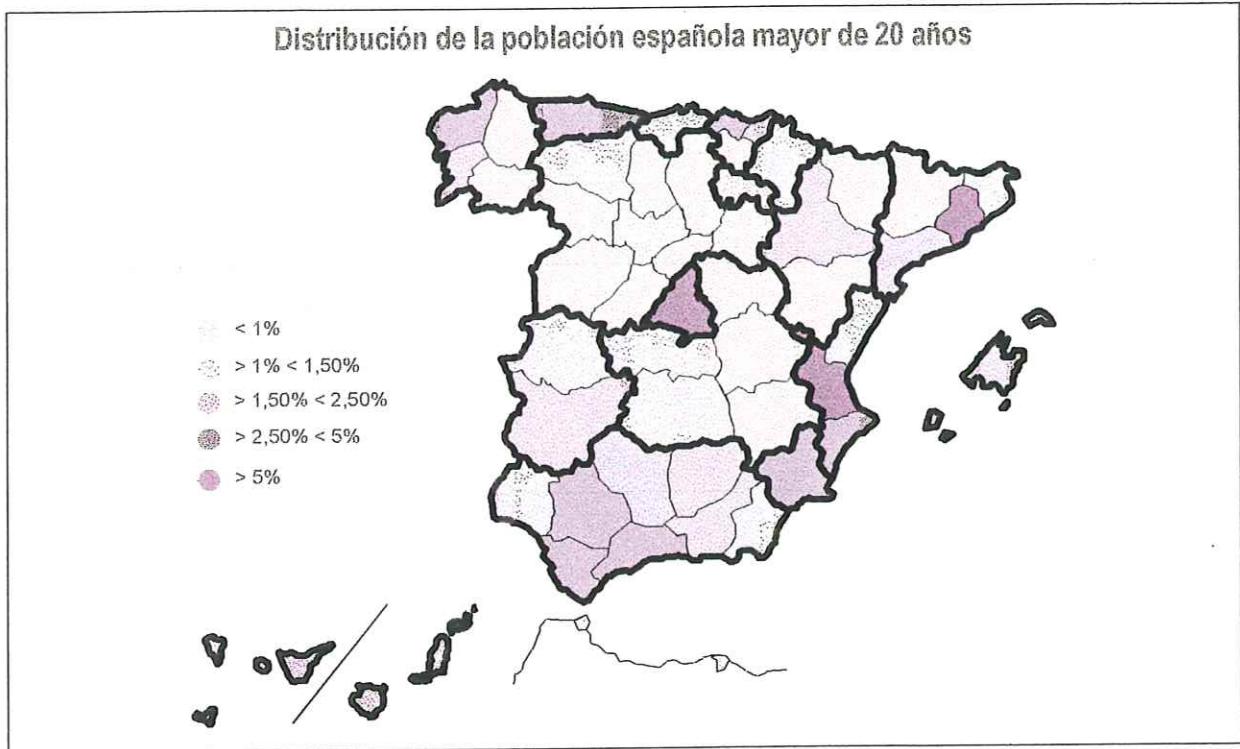 Distribución de la población española mayor de 20 años
< 1%
> 1% < 1,50%
> 1,50% < 2,50%
> 2,50% < 5%
> 5%